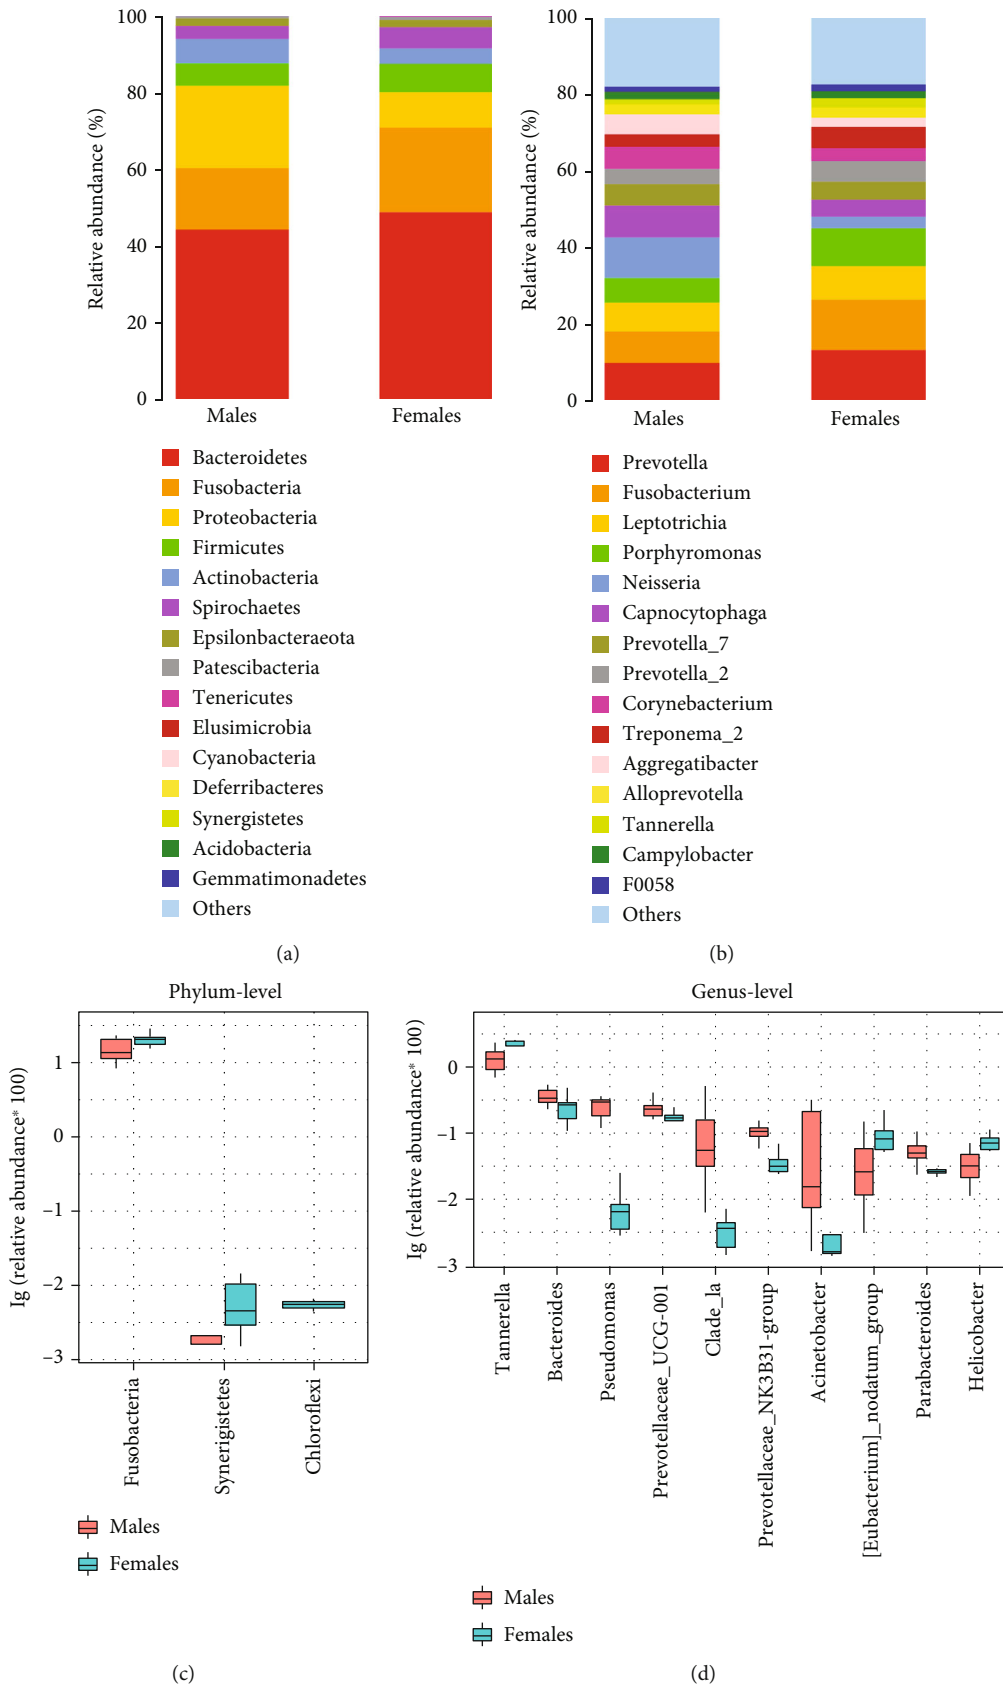 100
80
60
40
20
0
Relative abundance (%)
Males
Females
Bacteroidetes
Fusobacteria
Proteobacteria
Firmicutes
Actinobacteria
Spirochaetes
Epsilonbacteraeota
Patescibacteria
Tenericutes
Elusimicrobia
Cyanobacteria
Deferribacteres
Synergistetes
Acidobacteria
Gemmatimonadetes
Others
(a)
100
80
60
40
20
0
Relative abundance (%)
Males
Females
Prevotella
Fusobacterium
Leptotrichia
Porphyromonas
Neisseria
Capnocytophaga
Prevotella_7
Prevotella_2
Corynebacterium
Treponema_2
Aggregatibacter
Alloprevotella
Tannerella
Campylobacter
F0058
Others
(b)
Phylum-level
1
0
−1
−2
−3
Ig (relative abundance* 100)
Fusobacteria
Synerigistetes
Chloroflexi
Males
Females
(c)
Genus-level
0
−1
−2
−3
Ig (relative abundance* 100)
Tannerella
Bacteroides
Pseudomonas
Prevotellaceae_UCG-001
Clade_la
Prevotellaceae_NK3B31-group
Acinetobacter
[Eubacterium]_nodatum_group
Parabacteroides
Helicobacter
Males
Females
(d)